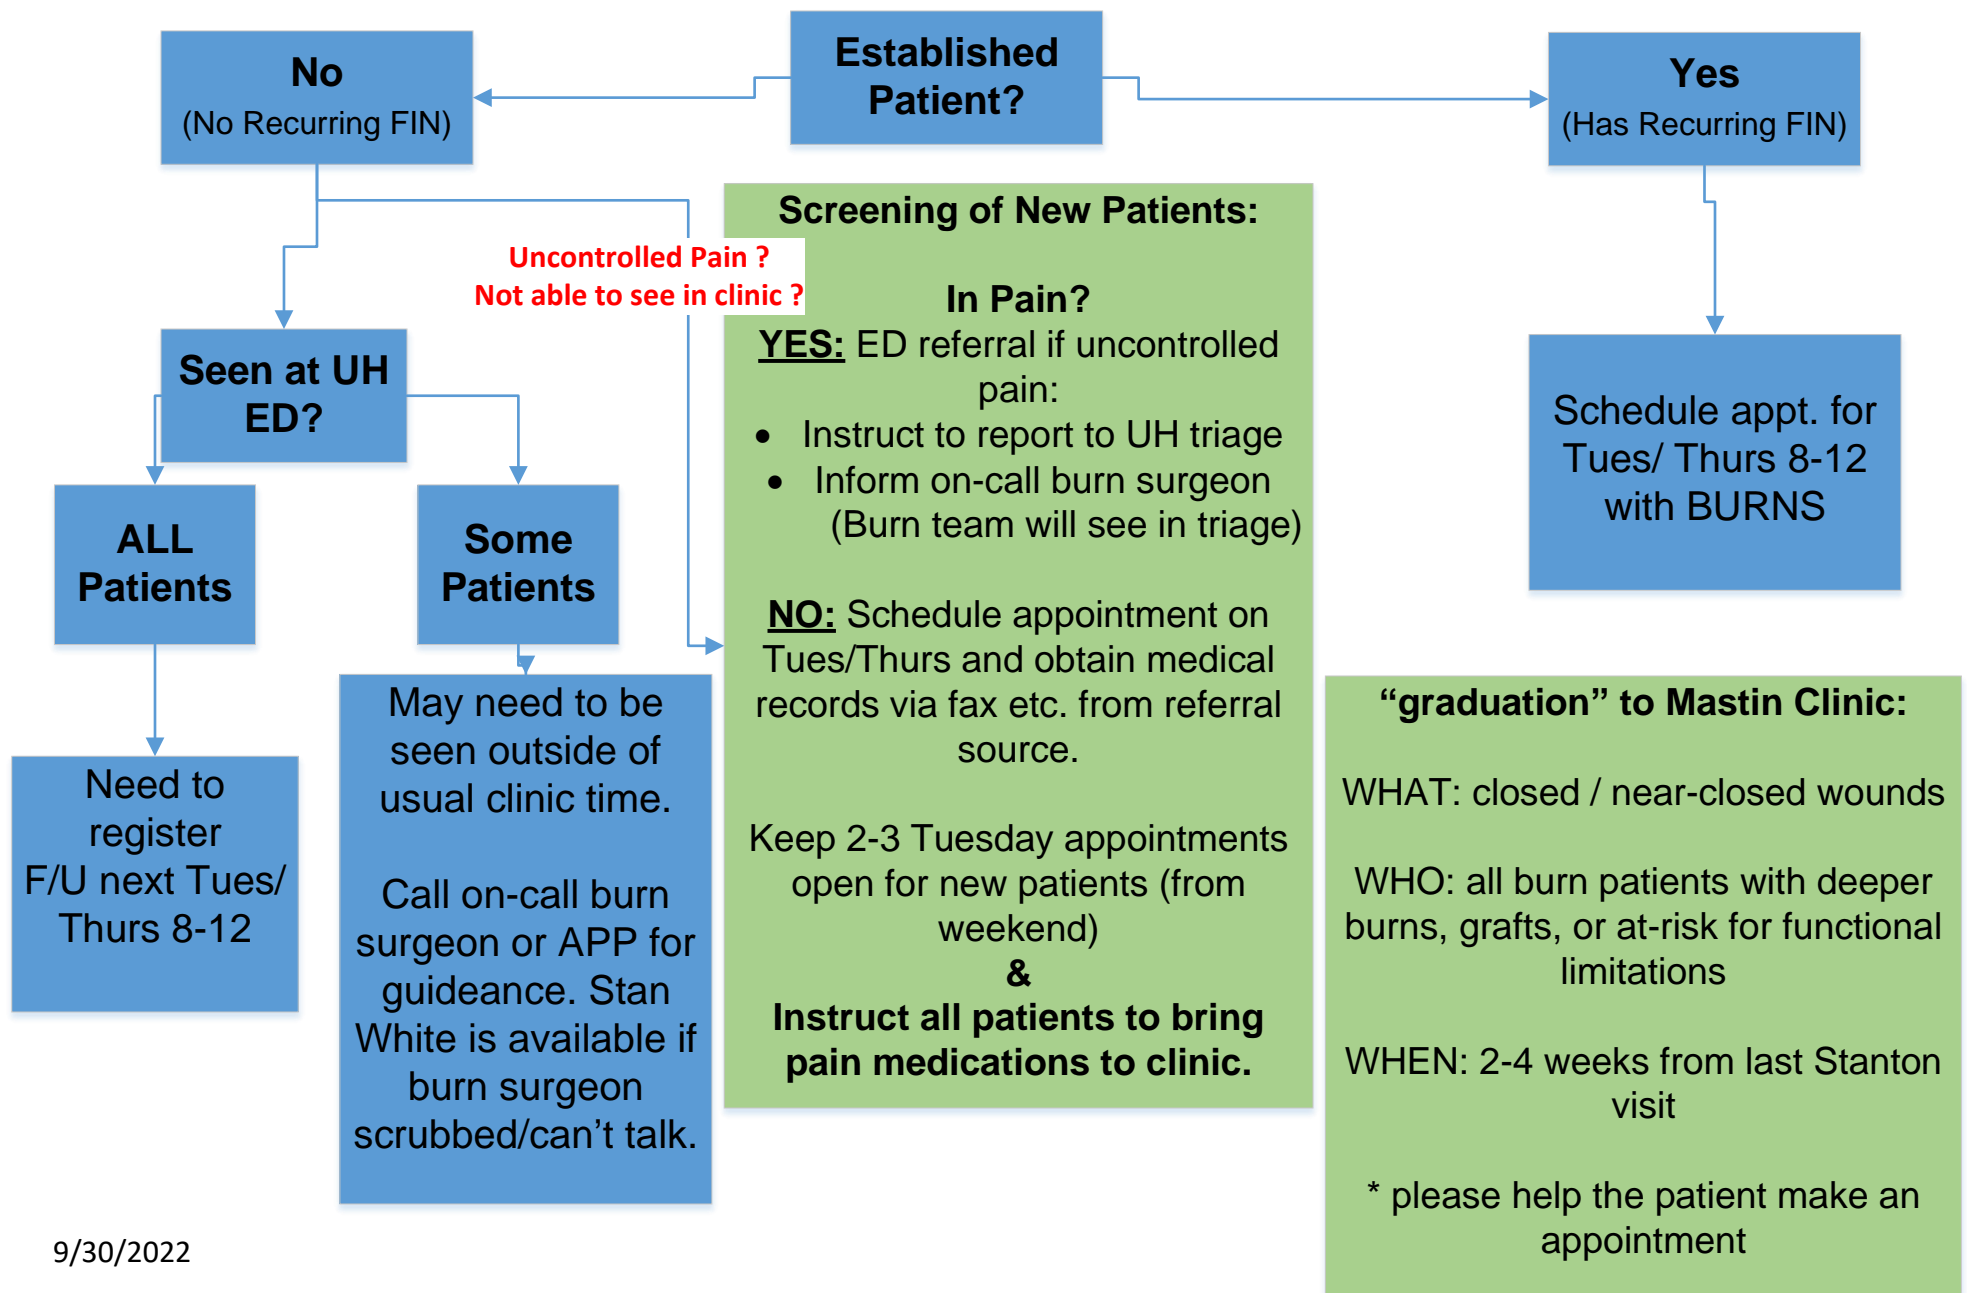 Established
Patient?
No
(No Recurring FIN)
Yes
(Has Recurring FIN)
Uncontrolled Pain ?
Not able to see in clinic ?
Seen at UH
ED?
ALL
Patients
Some
Patients
Need to
register
F/U next Tues/
Thurs 8-12
May need to be
seen outside of
usual clinic time.
Call on-call burn
surgeon or APP for
guideance. Stan
White is available if
burn surgeon
scrubbed/can’t talk.
Screening of New Patients:
In Pain?
YES: ED referral if uncontrolled
pain:
• Instruct to report to UH triage
• Inform on-call burn surgeon
(Burn team will see in triage)
NO: Schedule appointment on
Tues/Thurs and obtain medical
records via fax etc. from referral
source.
Keep 2-3 Tuesday appointments
open for new patients (from
weekend)
&
Instruct all patients to bring
pain medications to clinic.
Schedule appt. for
Tues/ Thurs 8-12
with BURNS
“graduation” to Mastin Clinic:
WHAT: closed / near-closed wounds
WHO: all burn patients with deeper
burns, grafts, or at-risk for functional
limitations
WHEN: 2-4 weeks from last Stanton
visit
* please help the patient make an
appointment
9/30/2022